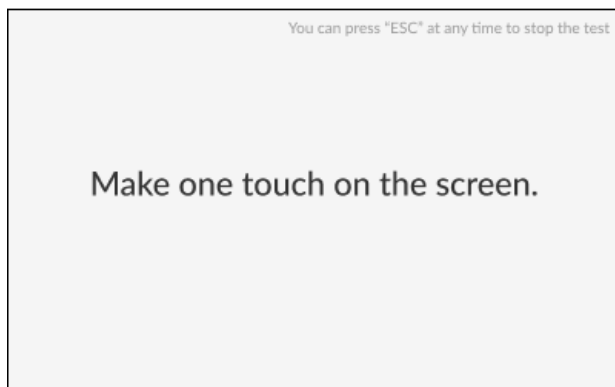 You can press “ESC” at any time to stop the test
Make one touch on the screen.